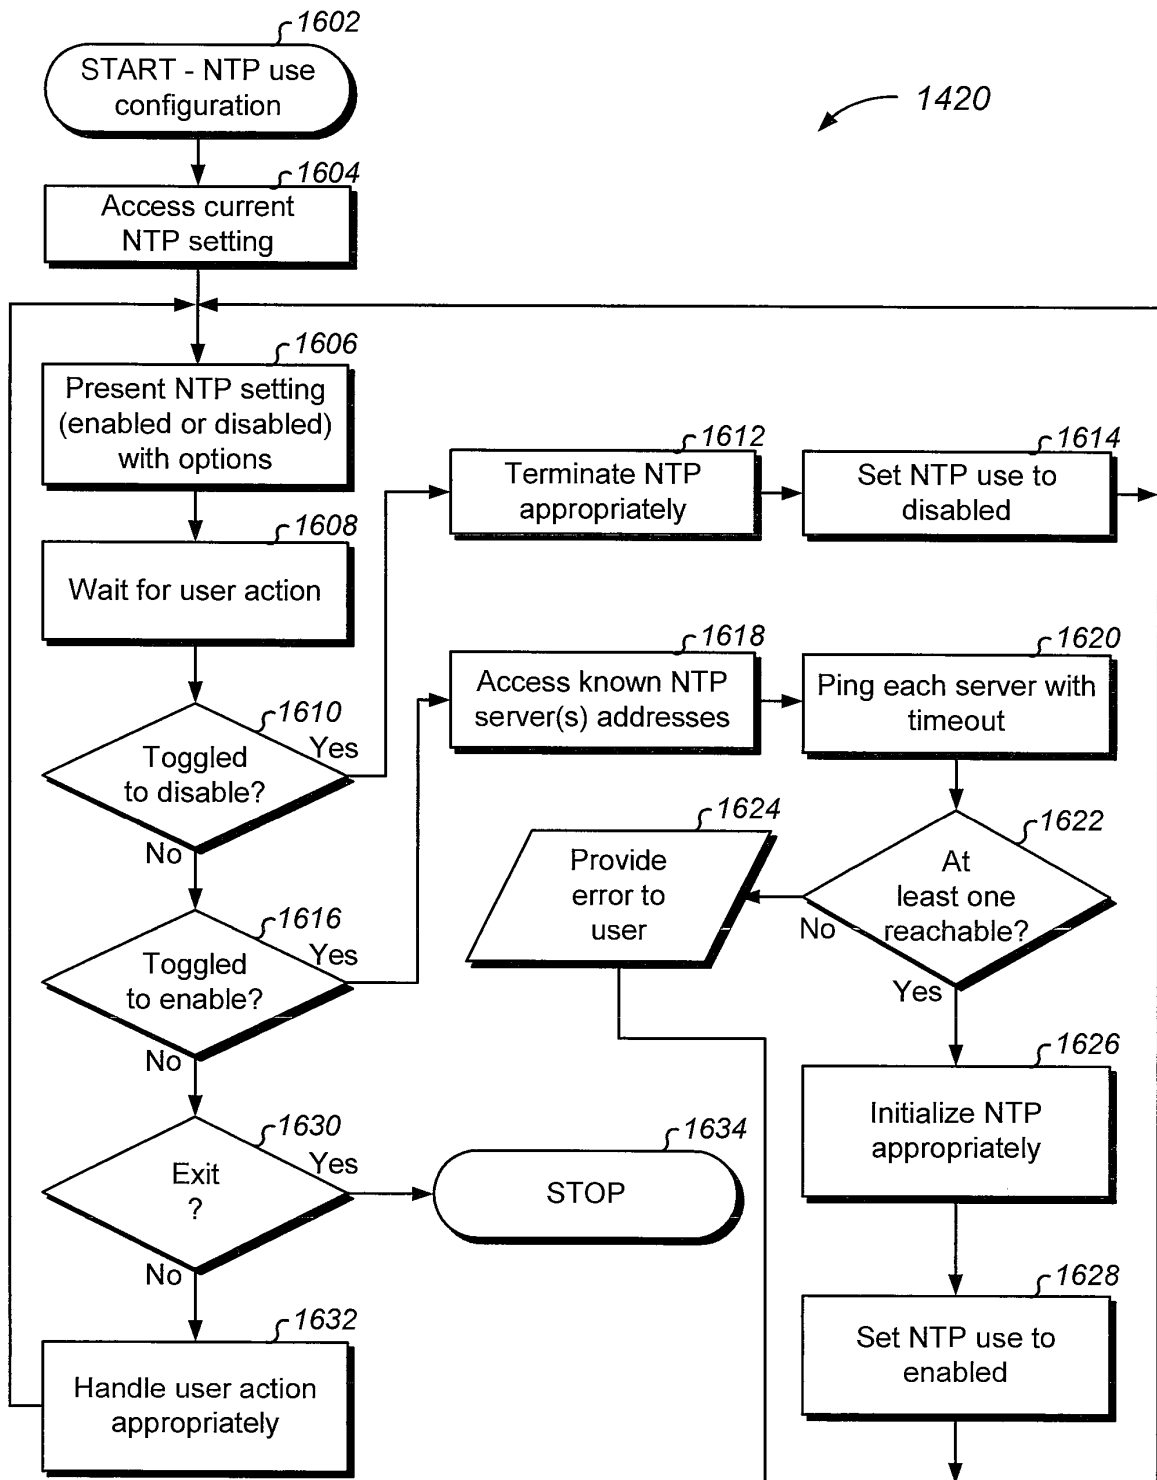 1602
START - NTP use
configuration
1420
1604
Access current
NTP setting
1606
Present NTP setting
(enabled or disabled)
with options
1612
Terminate NTP
appropriately
1614
Set NTP use to
disabled
1608
Wait for user action
1618
Access known NTP
server(s) addresses
1620
Ping each server with
timeout
1610
Toggled
to disable?
Yes
No
1624
Provide
error to
user
1622
At
least one
reachable?
No
Yes
1616
Toggled
to enable?
Yes
No
1626
Initialize NTP
appropriately
1630
Exit
?
Yes
No
1634
STOP
1628
Set NTP use to
enabled
1632
Handle user action
appropriately